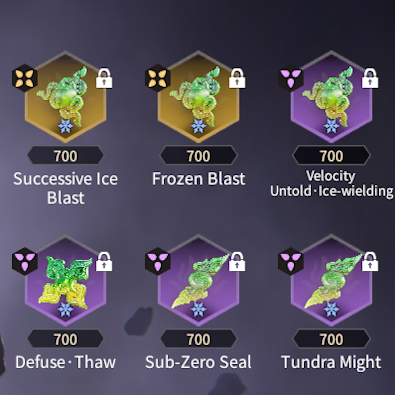 700 700 700
Successive Ice Blast
Frozen Blast
Velocity
Untold·Ice-wielding
700 700 700
Defuse·Thaw Sub-Zero Seal Tundra Might